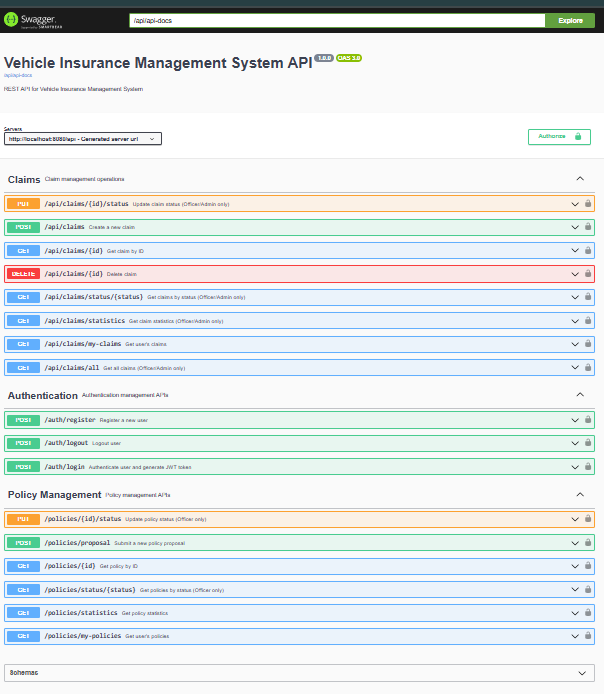 Swagger
/api/api-docs
Explore
Vehicle Insurance Management System API 1.0.0 OAS 3.0
/api/api-docs
REST API for Vehicle Insurance Management System
Servers
http://localhost:8080/api - Generated server url
Authorize
Claims Claim management operations
PUT /api/claims/{id}/status Update claim status (Officer/Admin only)
POST /api/claims Create a new claim
GET /api/claims/{id} Get claim by ID
DELETE /api/claims/{id} Delete claim
GET /api/claims/status/{status} Get claims by status (Officer/Admin only)
GET /api/claims/statistics Get claim statistics (Officer/Admin only)
GET /api/claims/my-claims Get user's claims
GET /api/claims/all Get all claims (Officer/Admin only)
Authentication Authentication management APIs
POST /auth/register Register a new user
POST /auth/logout Logout user
POST /auth/login Authenticate user and generate JWT token
Policy Management Policy management APIs
PUT /policies/{id}/status Update policy status (Officer only)
POST /policies/proposal Submit a new policy proposal
GET /policies/{id} Get policy by ID
GET /policies/status/{status} Get policies by status (Officer only)
GET /policies/statistics Get policy statistics
GET /policies/my-policies Get user's policies
Schemas